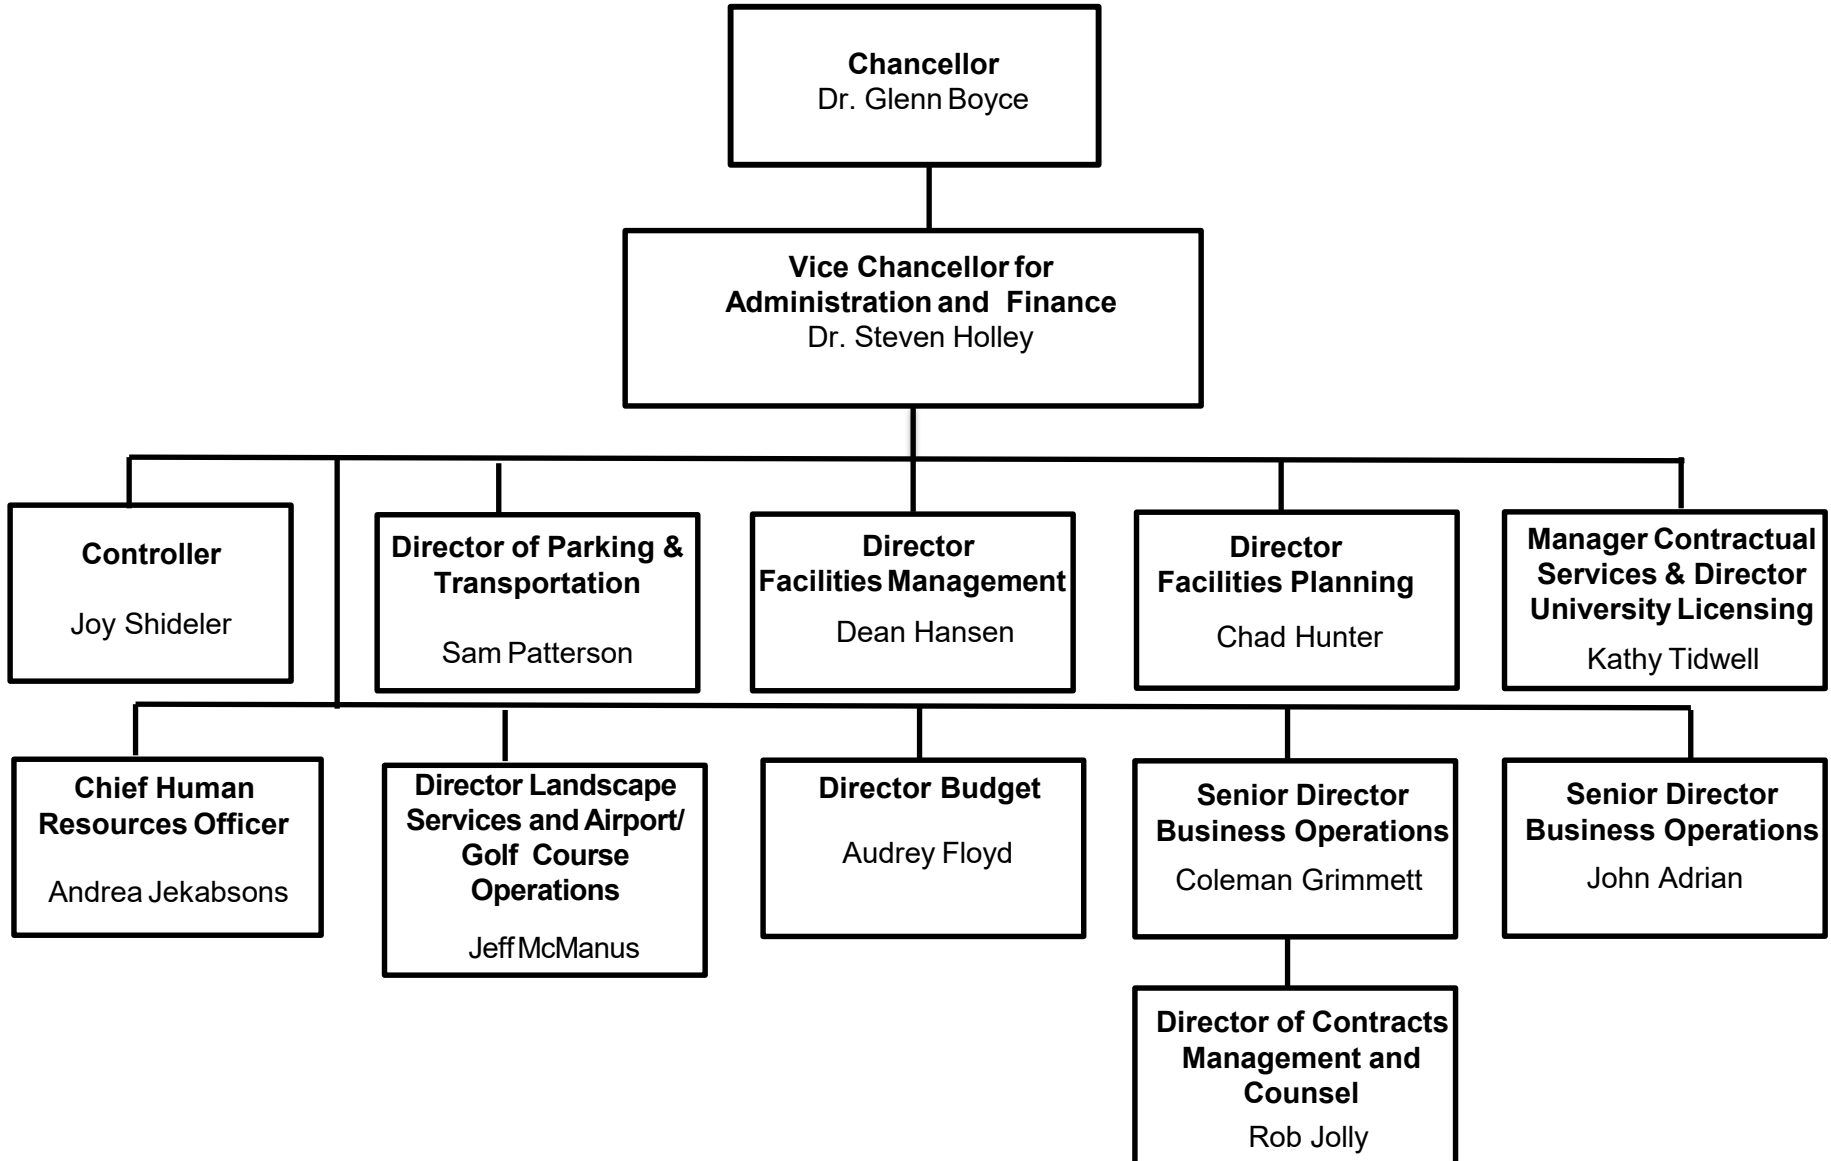 Chancellor
Dr. Glenn Boyce
Vice Chancellor for
Administration and Finance
Dr. Steven Holley
Controller
Joy Shideler
Director of Parking &
Transportation
Sam Patterson
Director
Facilities Management
Dean Hansen
Director
Facilities Planning
Chad Hunter
Manager Contractual
Services & Director
University Licensing
Kathy Tidwell
Chief Human
Resources Officer
Andrea Jekabsons
Director Landscape
Services and Airport/
Golf Course
Operations
Jeff McManus
Director Budget
Audrey Floyd
Senior Director
Business Operations
Coleman Grimmett
Senior Director
Business Operations
John Adrian
Director of Contracts
Management and
Counsel
Rob Jolly